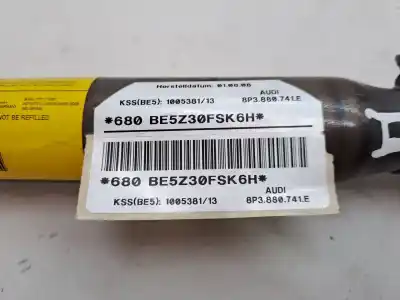 Herstelldatum: 01.06.06
KSS(BE5): 1005381/13
AUDI
8P3.880.741.E
*680 BE5Z30FSK6H*
*680 BE5Z30FSK6H*
KSS(BE5): 1005381/13
AUDI
8P3.880.741.E
NOT BE REFILLED